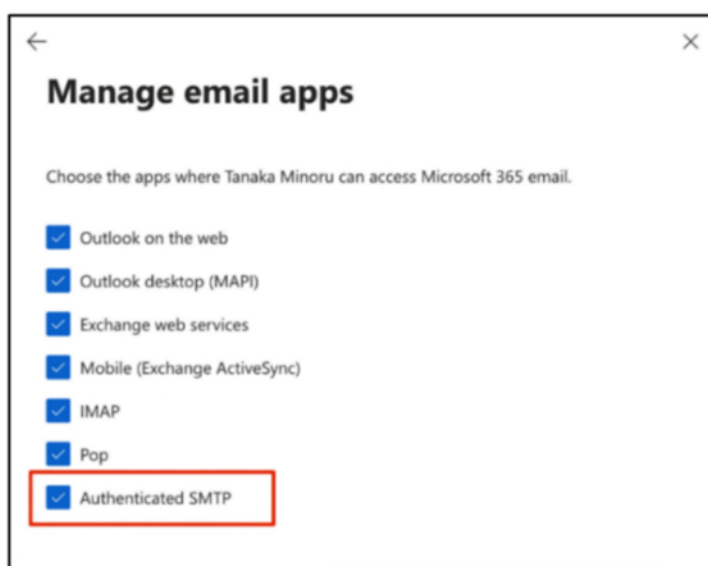 Manage email apps
Choose the apps where Tanaka Minoru can access Microsoft 365 email.
Outlook on the web
Outlook desktop (MAPI)
Exchange web services
Mobile (Exchange ActiveSync)
IMAP
Pop
Authenticated SMTP